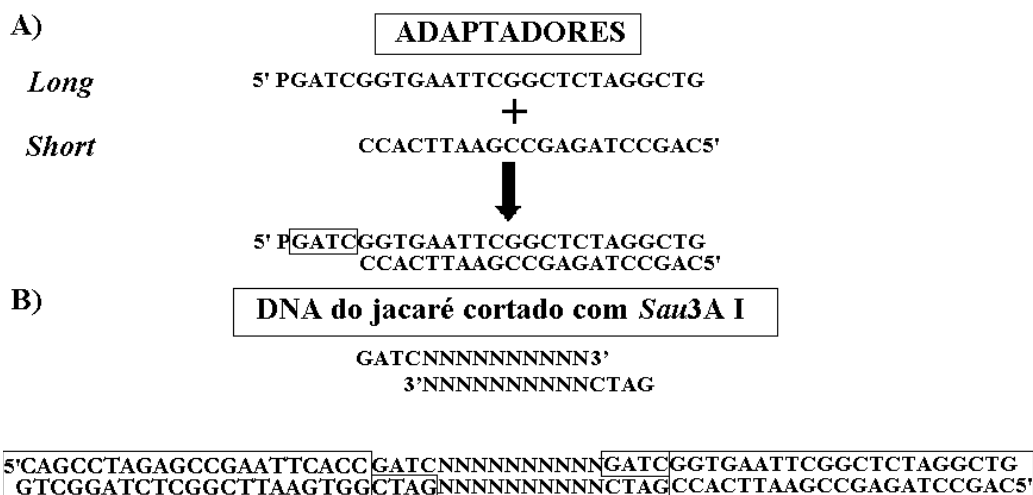 A)
ADAPTADORES
Long 5' PGATCGGTGAATTCGGCTCTAGGCTG
+
Short CCACTTAAGCCGAGATCCGAC5'
5' PGATCGGTGAATTCGGCTCTAGGCTG
CCACTTAAGCCGAGATCCGAC5'
B)
DNA do jacaré cortado com Sau3A I
GATCNNNNNNNNNN3’
3’NNNNNNNNNNCTAG
5'CAGCCTAGAGCCGAATTCACCGATCNNNNNNNNNNGATCGGTGAATTCGGCTCTAGGCTG
GTCGGATCTCGGCTTAAGTGGCTAGNNNNNNNNNNCTAGCCACTTAAGCCGAGATCCGAC5'